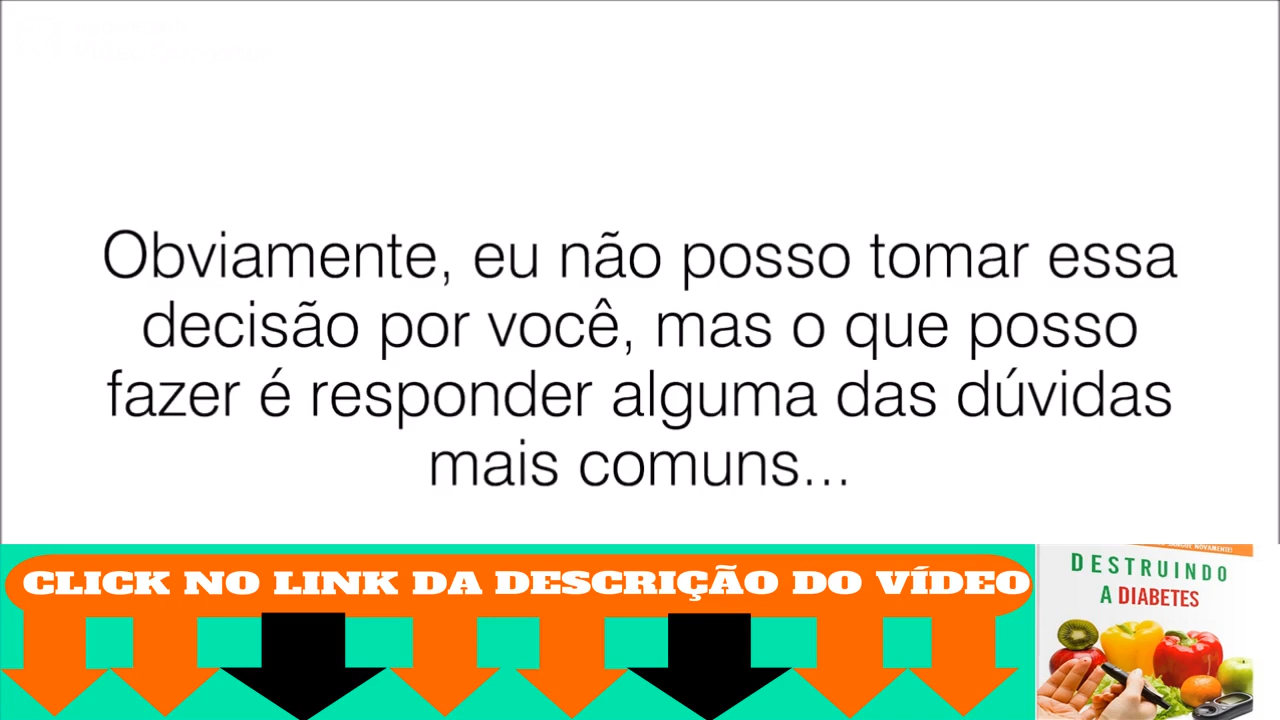 Obviamente, eu não posso tomar essa
decisão por você, mas o que posso
fazer é responder alguma das dúvidas
mais comuns...
CLICK NO LINK DA DESCRIÇÃO DO VÍDEO
NOVAMENTE!
DESTRUINDO
A DIABETES